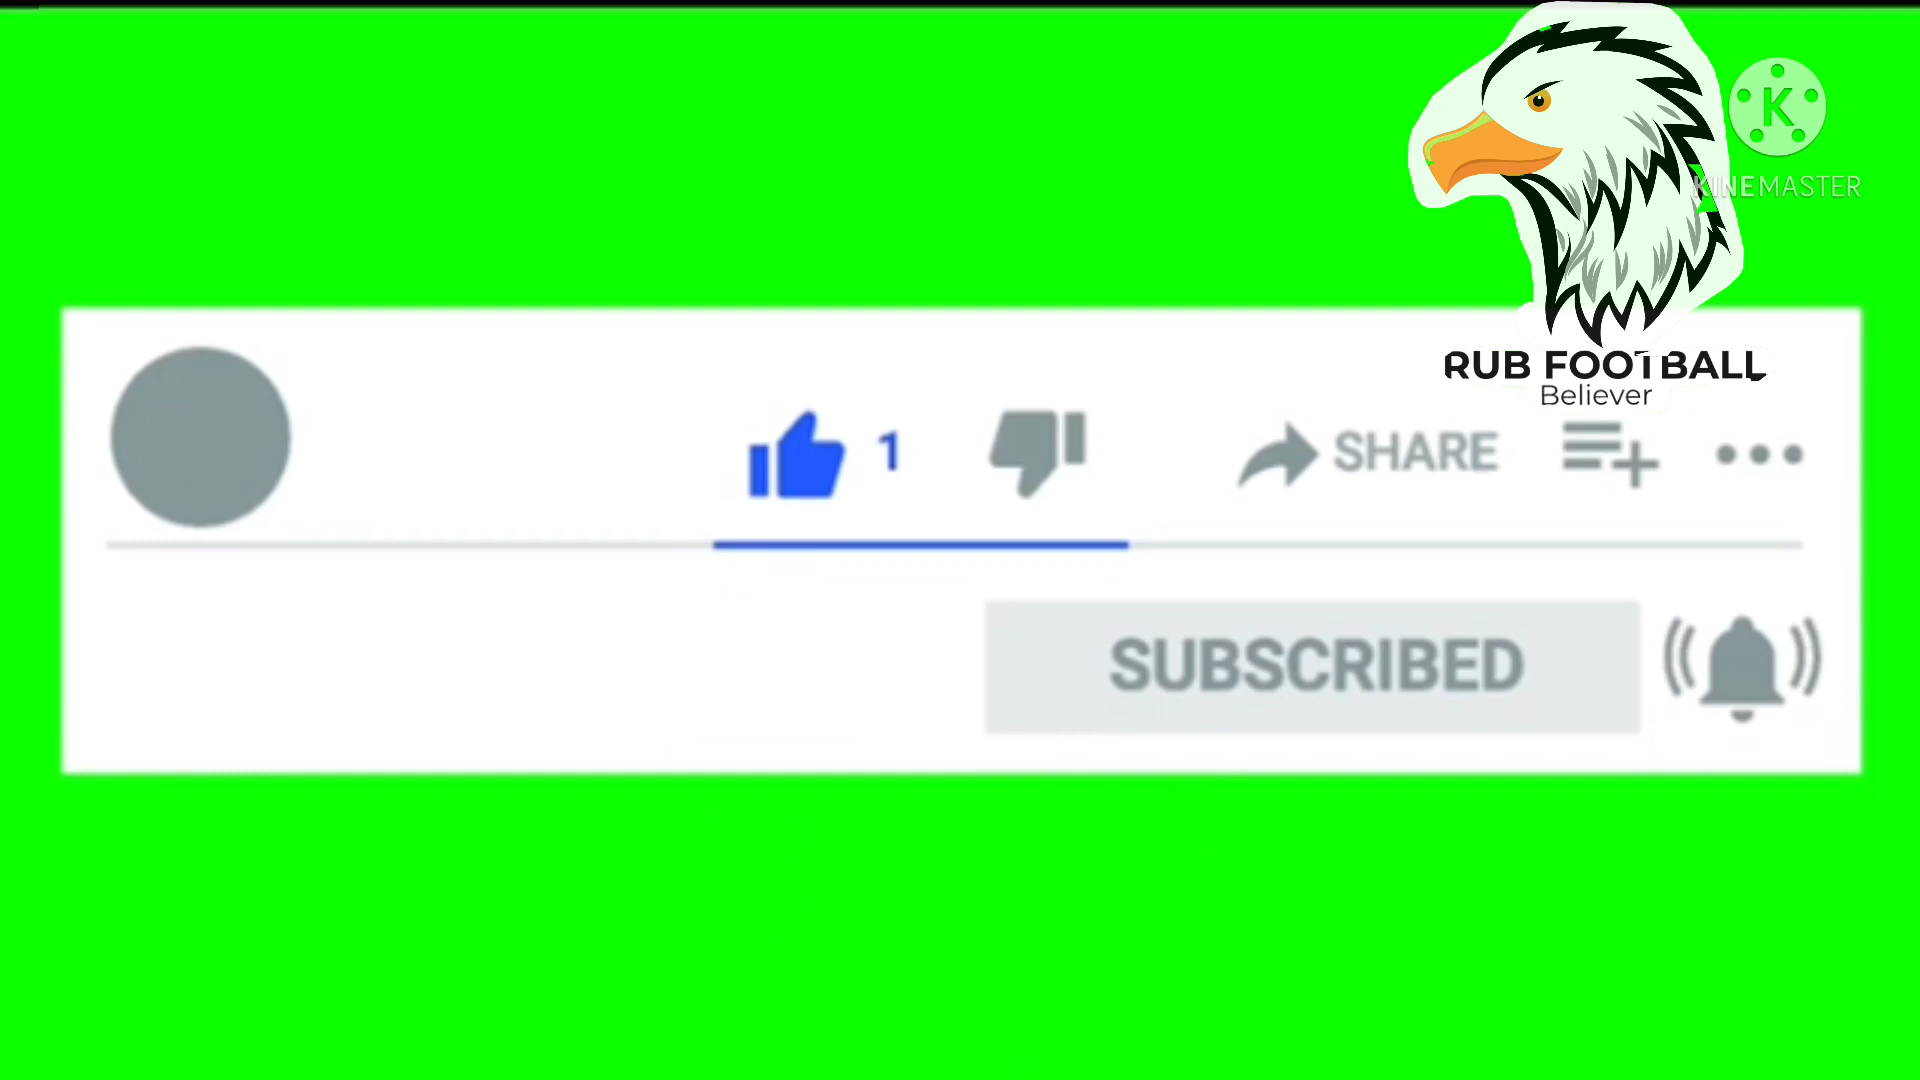 K
KINEMASTER
RUB FOOTBALL
Believer
1
SHARE
SUBSCRIBED